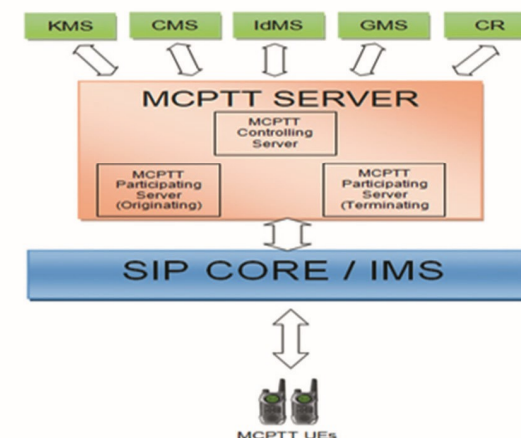 KMS CMS IdMS GMS CR
MCPTT SERVER
MCPTT
Controlling
Server
MCPTT
Participating
Server
(Originating)
MCPTT
Participating
Server
(Terminating
SIP CORE / IMS
MCPTT UEs